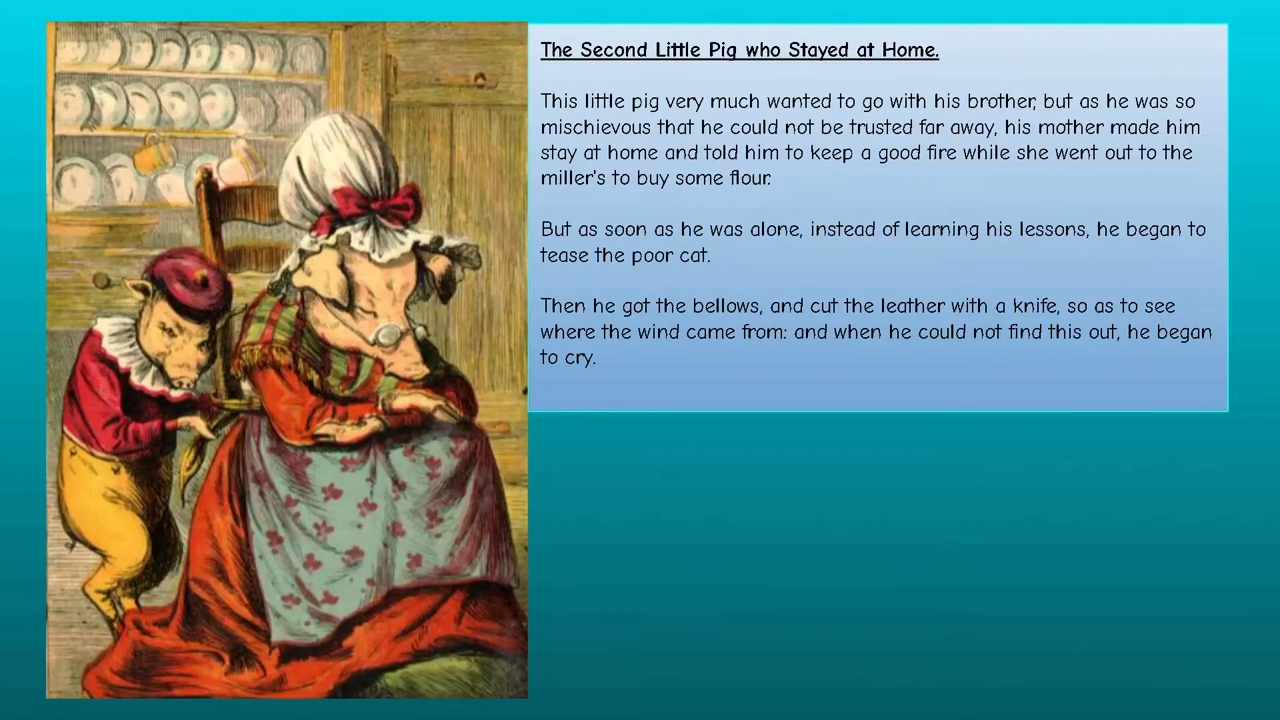 The Second Little Pig who Stayed at Home.
This little pig very much wanted to go with his brother, but as he was so
mischievous that he could not be trusted far away, his mother made him
stay at home and told him to keep a good fire while she went out to the
miller's to buy some flour.
But as soon as he was alone, instead of learning his lessons, he began to
tease the poor cat.
Then he got the bellows, and cut the leather with a knife, so as to see
where the wind came from: and when he could not find this out, he began
to cry.